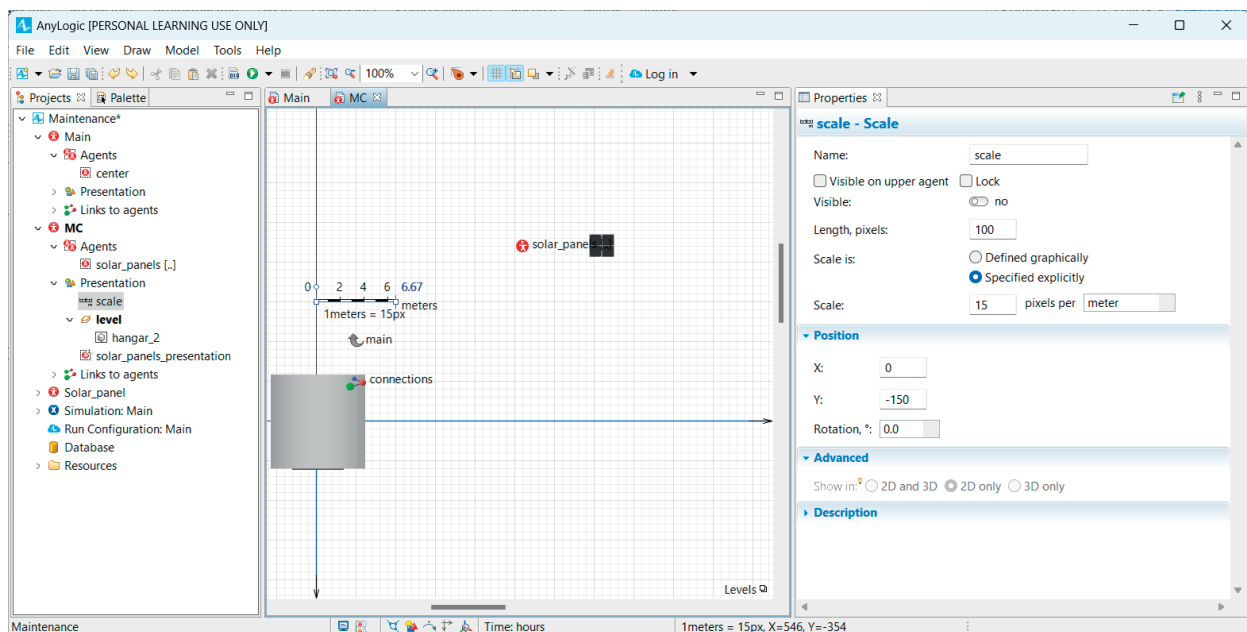 AnyLogic [PERSONAL LEARNING USE ONLY]
File Edit View Draw Model Tools Help
100% Log in
Projects Palette
Maintenance*
Main
Agents
center
Presentation
Links to agents
MC
Agents
solar_panels [..]
Presentation
scale
level
hangar_2
solar_panels_presentation
Links to agents
Solar_panel
Simulation: Main
Run Configuration: Main
Database
Resources
Main MC
solar_panels
0 2 4 6 6.67
meters
1meters = 15px
main
connections
Levels
Properties
scale - Scale
Name: scale
Visible on upper agent Lock
Visible: no
Length, pixels: 100
Scale is: Defined graphically
Specified explicitly
Scale: 15 pixels per meter
Position
X: 0
Y: -150
Rotation, °: 0.0
Advanced
Show in: 2D and 3D 2D only 3D only
Description
Maintenance Time: hours 1meters = 15px, X=546, Y=-354